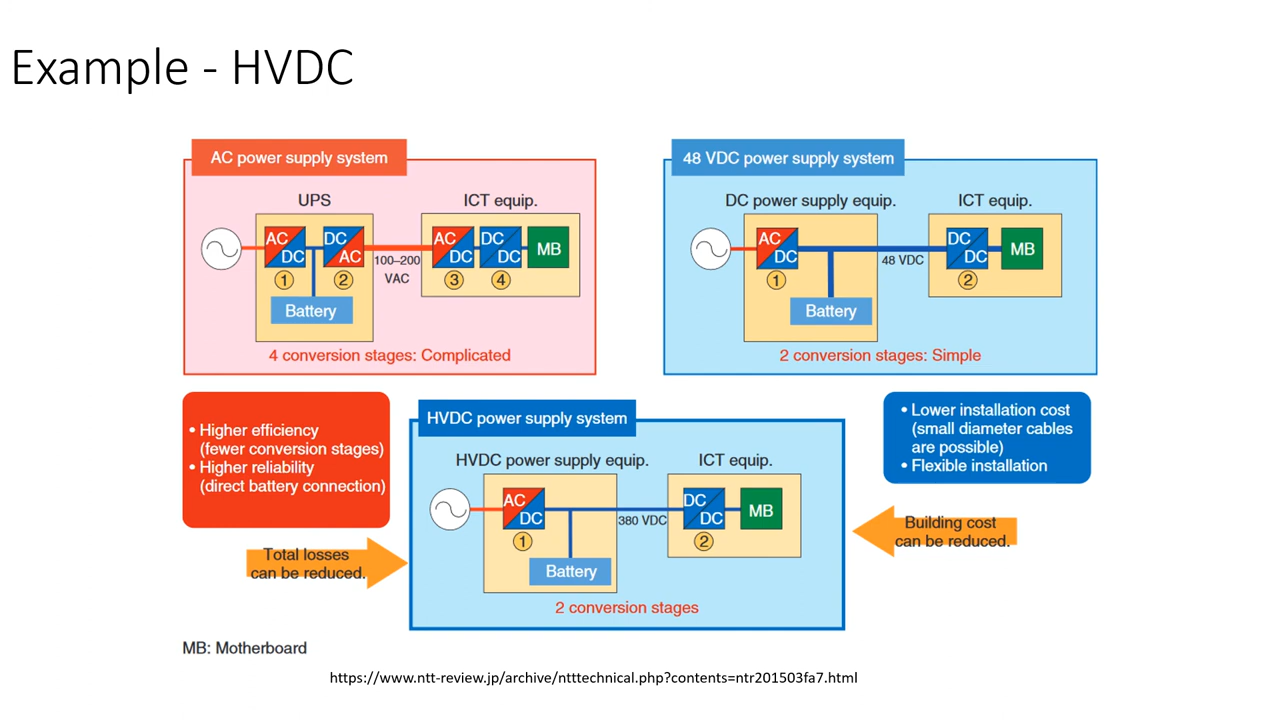 Example - HVDC
AC power supply system
UPS
ICT equip.
AC
DC
DC
AC
100–200
VAC
AC
DC
DC
DC
MB
1
2
3
4
Battery
4 conversion stages: Complicated
48 VDC power supply system
DC power supply equip.
ICT equip.
AC
DC
48 VDC
DC
DC
MB
1
2
Battery
2 conversion stages: Simple
• Higher efficiency
(fewer conversion stages)
• Higher reliability
(direct battery connection)
Total losses
can be reduced.
HVDC power supply system
HVDC power supply equip.
ICT equip.
AC
DC
380 VDC
DC
DC
MB
1
2
Battery
2 conversion stages
• Lower installation cost
(small diameter cables
are possible)
• Flexible installation
Building cost
can be reduced.
MB: Motherboard
https://www.ntt-review.jp/archive/ntttechnical.php?contents=ntr201503fa7.html